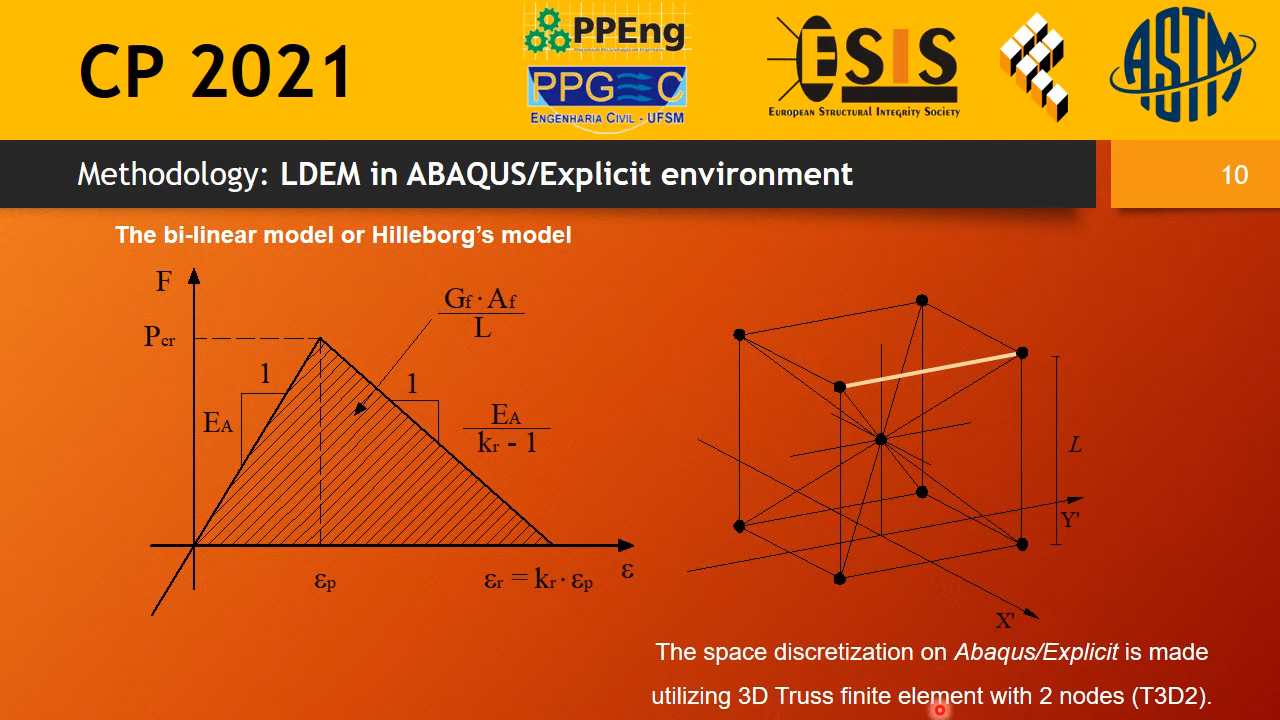 CP 2021
PPEng
PPG C
ENGENHARIA CIVIL - UFSM
ESIS
EUROPEAN STRUCTURAL INTEGRITY SOCIETY
ASTM
Methodology: LDEM in ABAQUS/Explicit environment
10
The bi-linear model or Hilleborg's model
F
Pcr
Gf · Af
L
1
EA
1
EA
kr - 1
εp
εr = kr · εp
ε
L
Y'
X'
The space discretization on Abaqus/Explicit is made
utilizing 3D Truss finite element with 2 nodes (T3D2).